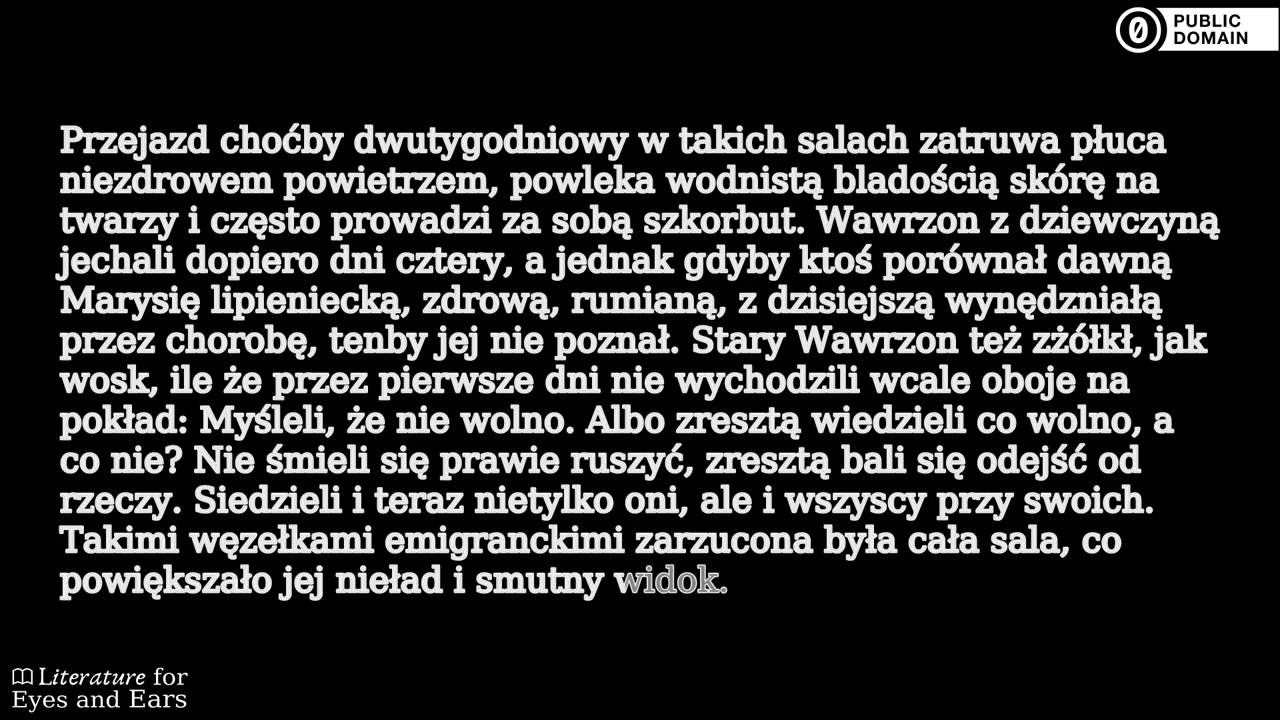 PUBLIC
DOMAIN
Przejazd choćby dwutygodniowy w takich salach zatruwa płuca
niezdrowem powietrzem, powleka wodnistą bladością skórę na
twarzy i często prowadzi za sobą szkorbut. Wawrzon z dziewczyną
jechali dopiero dni cztery, a jednak gdyby ktoś porównał dawną
Marysię lipieniecką, zdrową, rumianą, z dzisiejszą wynędzniałą
przez chorobę, tenby jej nie poznał. Stary Wawrzon też zżółkł, jak
wosk, ile że przez pierwsze dni nie wychodzili wcale oboje na
pokład: Myśleli, że nie wolno. Albo zresztą wiedzieli co wolno, a
co nie? Nie śmieli się prawie ruszyć, zresztą bali się odejść od
rzeczy. Siedzieli i teraz nietylko oni, ale i wszyscy przy swoich.
Takimi węzełkami emigranckimi zarzucona była cała sala, co
powiększało jej nieład i smutny widok.
Literature for
Eyes and Ears